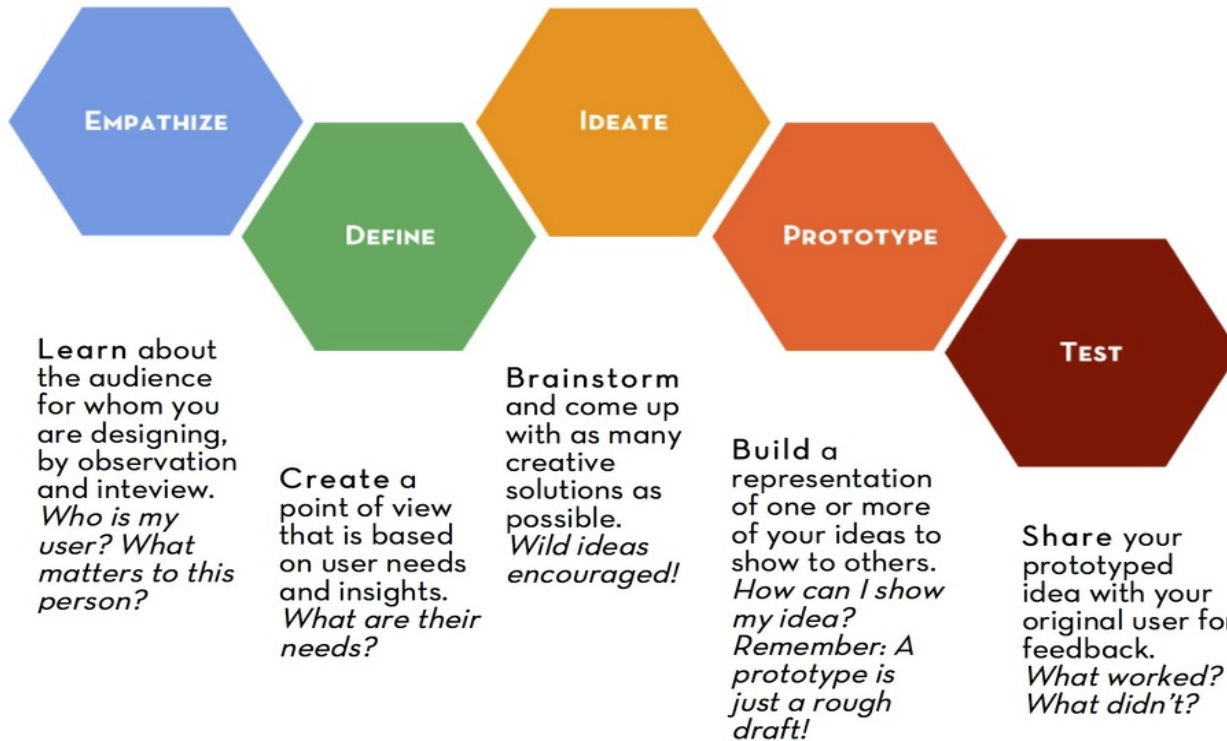 EMPATHIZE
Learn about
the audience
for whom you
are designing,
by observation
and inteview.
Who is my
user? What
matters to this
person?
DEFINE
Create a
point of view
that is based
on user needs
and insights.
What are their
needs?
IDEATE
Brainstorm
and come up
with as many
creative
solutions as
possible.
Wild ideas
encouraged!
PROTOTYPE
Build a
representation
of one or more
of your ideas to
show to others.
How can I show
my idea?
Remember: A
prototype is
just a rough
draft!
TEST
Share your
prototyped
idea with your
original user for
feedback.
What worked?
What didn't?